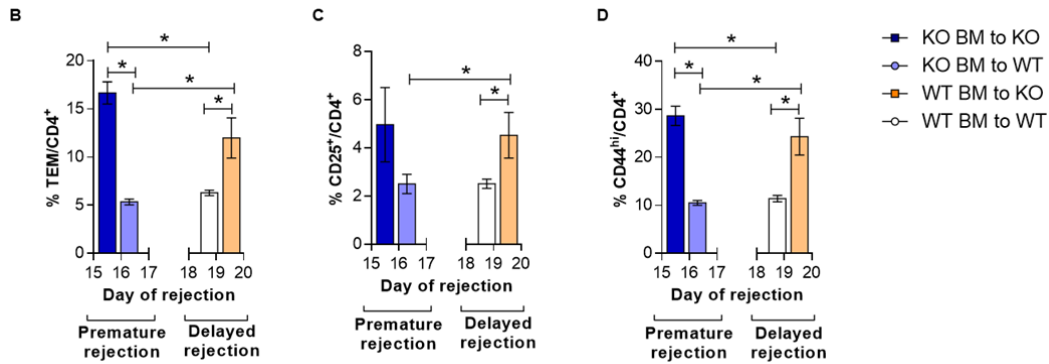 B
% TEM/CD4⁺
20
15
10
5
0
* * * *
15 16 17 18 19 20
Day of rejection
Premature rejection
Delayed rejection
C
% CD25⁺/CD4⁺
8
6
4
2
0
* *
15 16 17 18 19 20
Day of rejection
Premature rejection
Delayed rejection
D
% CD44ʰⁱ/CD4⁺
40
30
20
10
0
* * * *
15 16 17 18 19 20
Day of rejection
Premature rejection
Delayed rejection
KO BM to KO
KO BM to WT
WT BM to KO
WT BM to WT